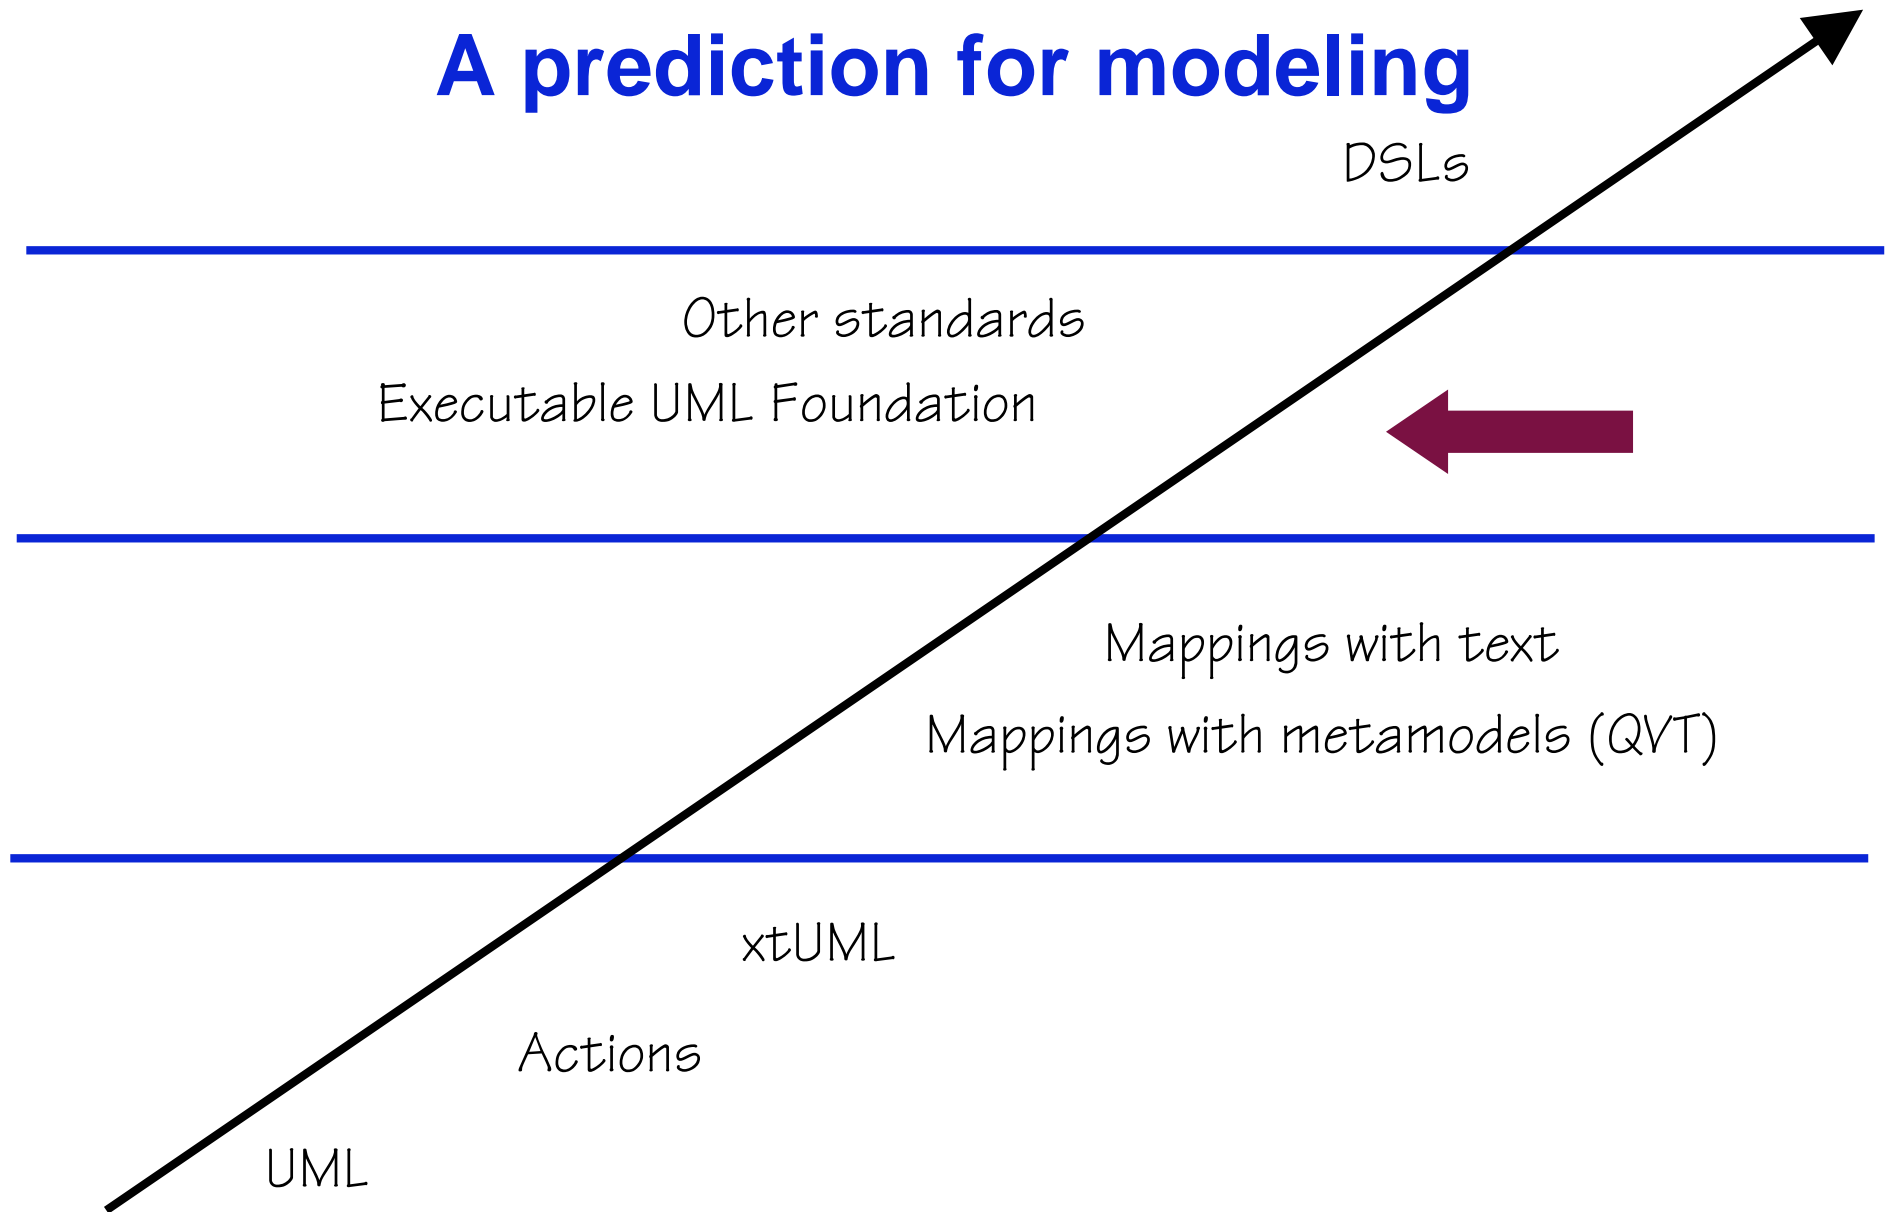 A prediction for modeling
DSLs
Other standards
Executable UML Foundation
Mappings with text
Mappings with metamodels (QVT)
xtUML
Actions
UML